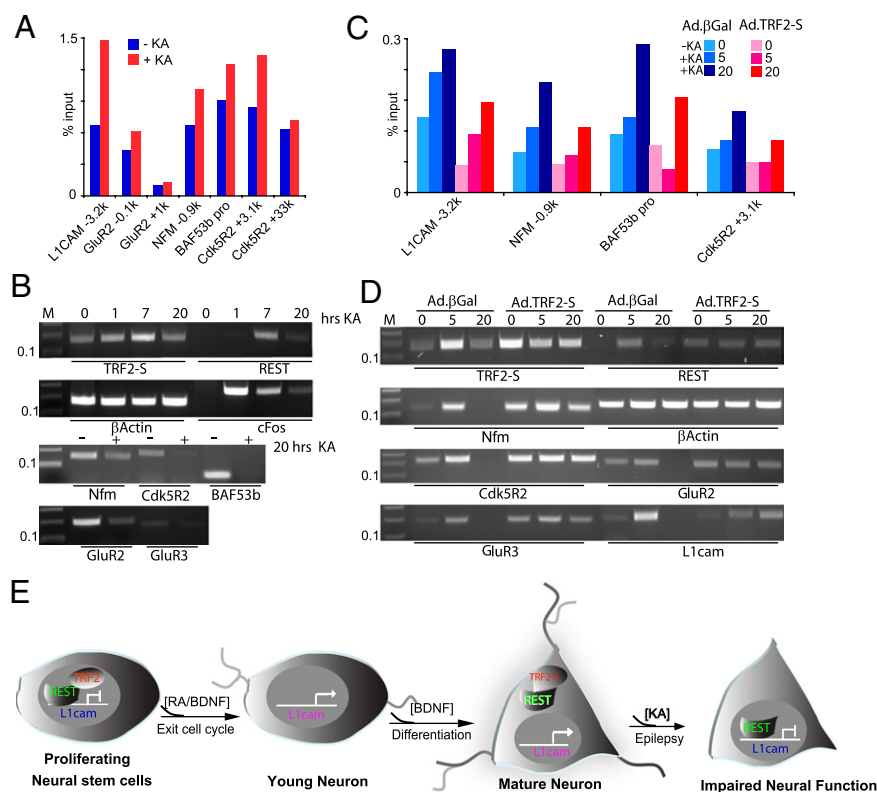 A
1.5
% input
0
- KA
+ KA
L1CAM -3.2k
GluR2 -0.1k
GluR2 +1k
NFM -0.9k
BAF53b pro
Cdk5R2 +3.1k
Cdk5R2 +33k
C
0.3
% input
0
Ad.βGal Ad.TRF2-S
-KA 0 0
+KA 5 5
+KA 20 20
L1CAM -3.2k
NFM -0.9k
BAF53b pro
Cdk5R2 +3.1k
B
M 0 1 7 20 0 1 7 20 hrs KA
0.1
TRF2-S REST
0.1
βActin cFos
- + - + - + 20 hrs KA
0.1
Nfm Cdk5R2 BAF53b
0.1
GluR2 GluR3
D
Ad.βGal Ad.TRF2-S Ad.βGal Ad.TRF2-S
M 0 5 20 0 5 20 0 5 20 0 5 20
0.1
TRF2-S REST
0.1
Nfm βActin
0.1
Cdk5R2 GluR2
0.1
GluR3 L1cam
E
TRF2
REST
L1cam
[RA/BDNF]
Exit cell cycle
L1cam
[BDNF]
Differentiation
TRF2-S
REST
L1cam
[KA]
Epilepsy
REST
L1cam
Proliferating
Neural stem cells
Young Neuron
Mature Neuron
Impaired Neural Function